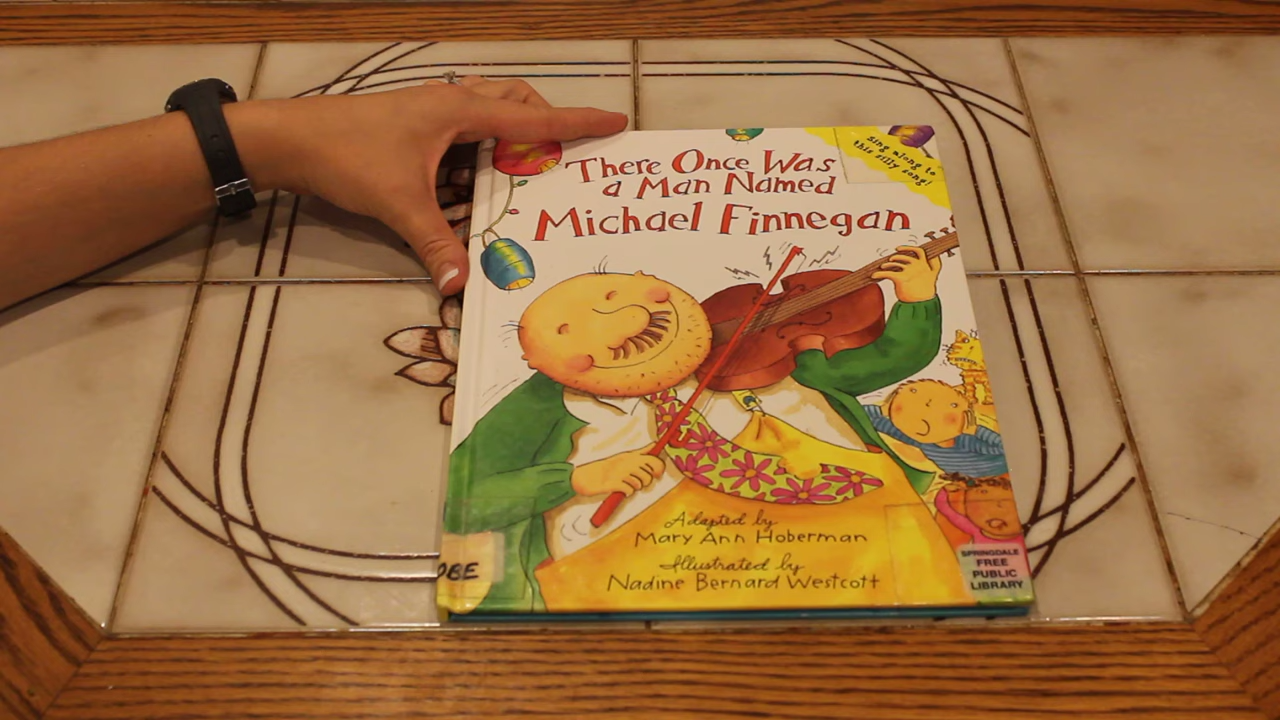 There Once Was
a Man Named
Michael Finnegan
Sing along to
this silly song!
Adapted by
Mary Ann Hoberman
Illustrated by
Nadine Bernard Westcott
OBE
SPRINGDALE
FREE
PUBLIC
LIBRARY